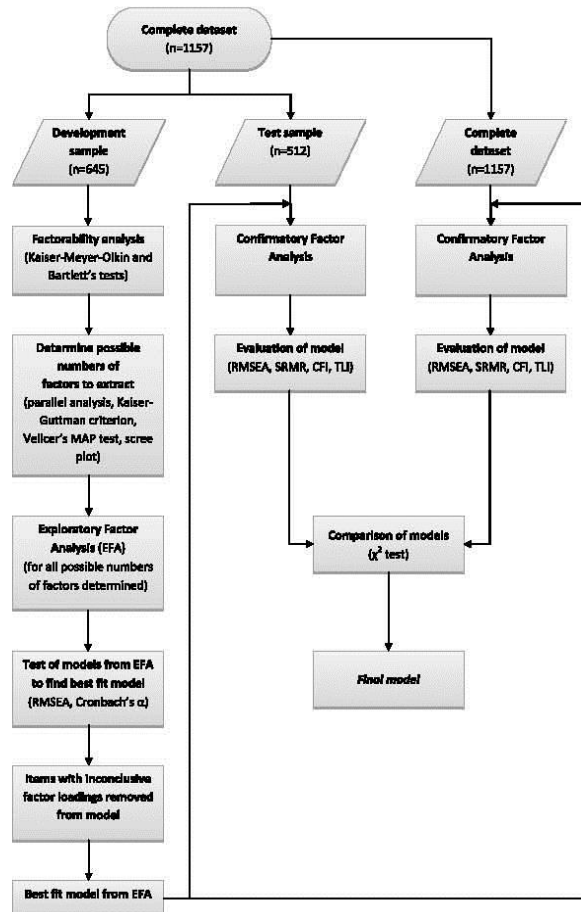 Complete dataset
(n=1157)
Development
sample
(n=645)
Test sample
(n=512)
Complete
dataset
(n=1157)
Factorability analysis
(Kaiser-Meyer-Olkin and
Bartlett's tests)
Confirmatory Factor
Analysis
Confirmatory Factor
Analysis
Determine possible
numbers of
factors to extract
(parallel analysis, Kaiser-
Guttman criterion,
Velicer's MAP test, scree
plot)
Evaluation of model
(RMSEA, SRMR, CFI, TLI)
Evaluation of model
(RMSEA, SRMR, CFI, TLI)
Exploratory Factor
Analysis (EFA)
(for all possible numbers
of factors determined)
Comparison of models
(χ² test)
Test of models from EFA
to find best fit model
(RMSEA, Cronbach's α)
Final model
Items with inconclusive
factor loadings removed
from model
Best fit model from EFA